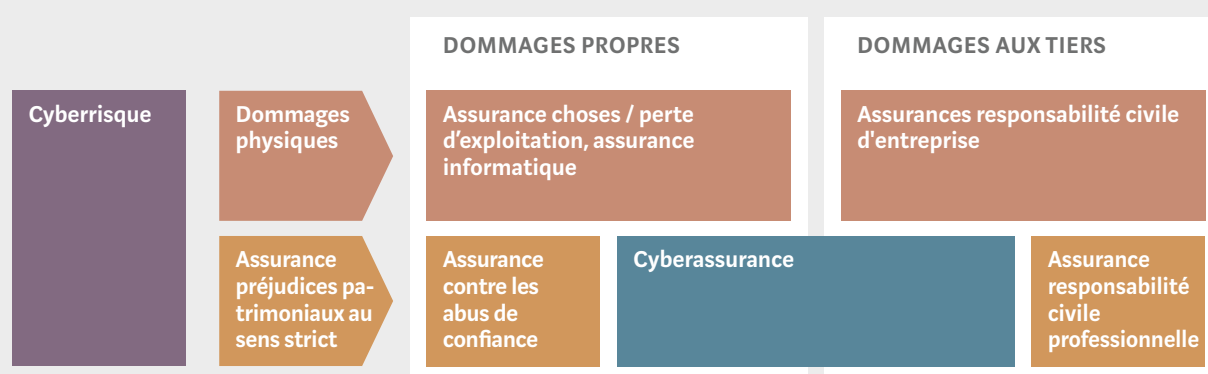 DOMMAGES PROPRES
DOMMAGES AUX TIERS
Cyberrisque
Dommages
physiques
Assurance choses / perte
d’exploitation, assurance
informatique
Assurances responsabilité civile
d'entreprise
Assurance
préjudices pa-
trimoniaux au
sens strict
Assurance
contre les
abus de
confiance
Cyberassurance
Assurance
responsabilité
civile
professionnelle